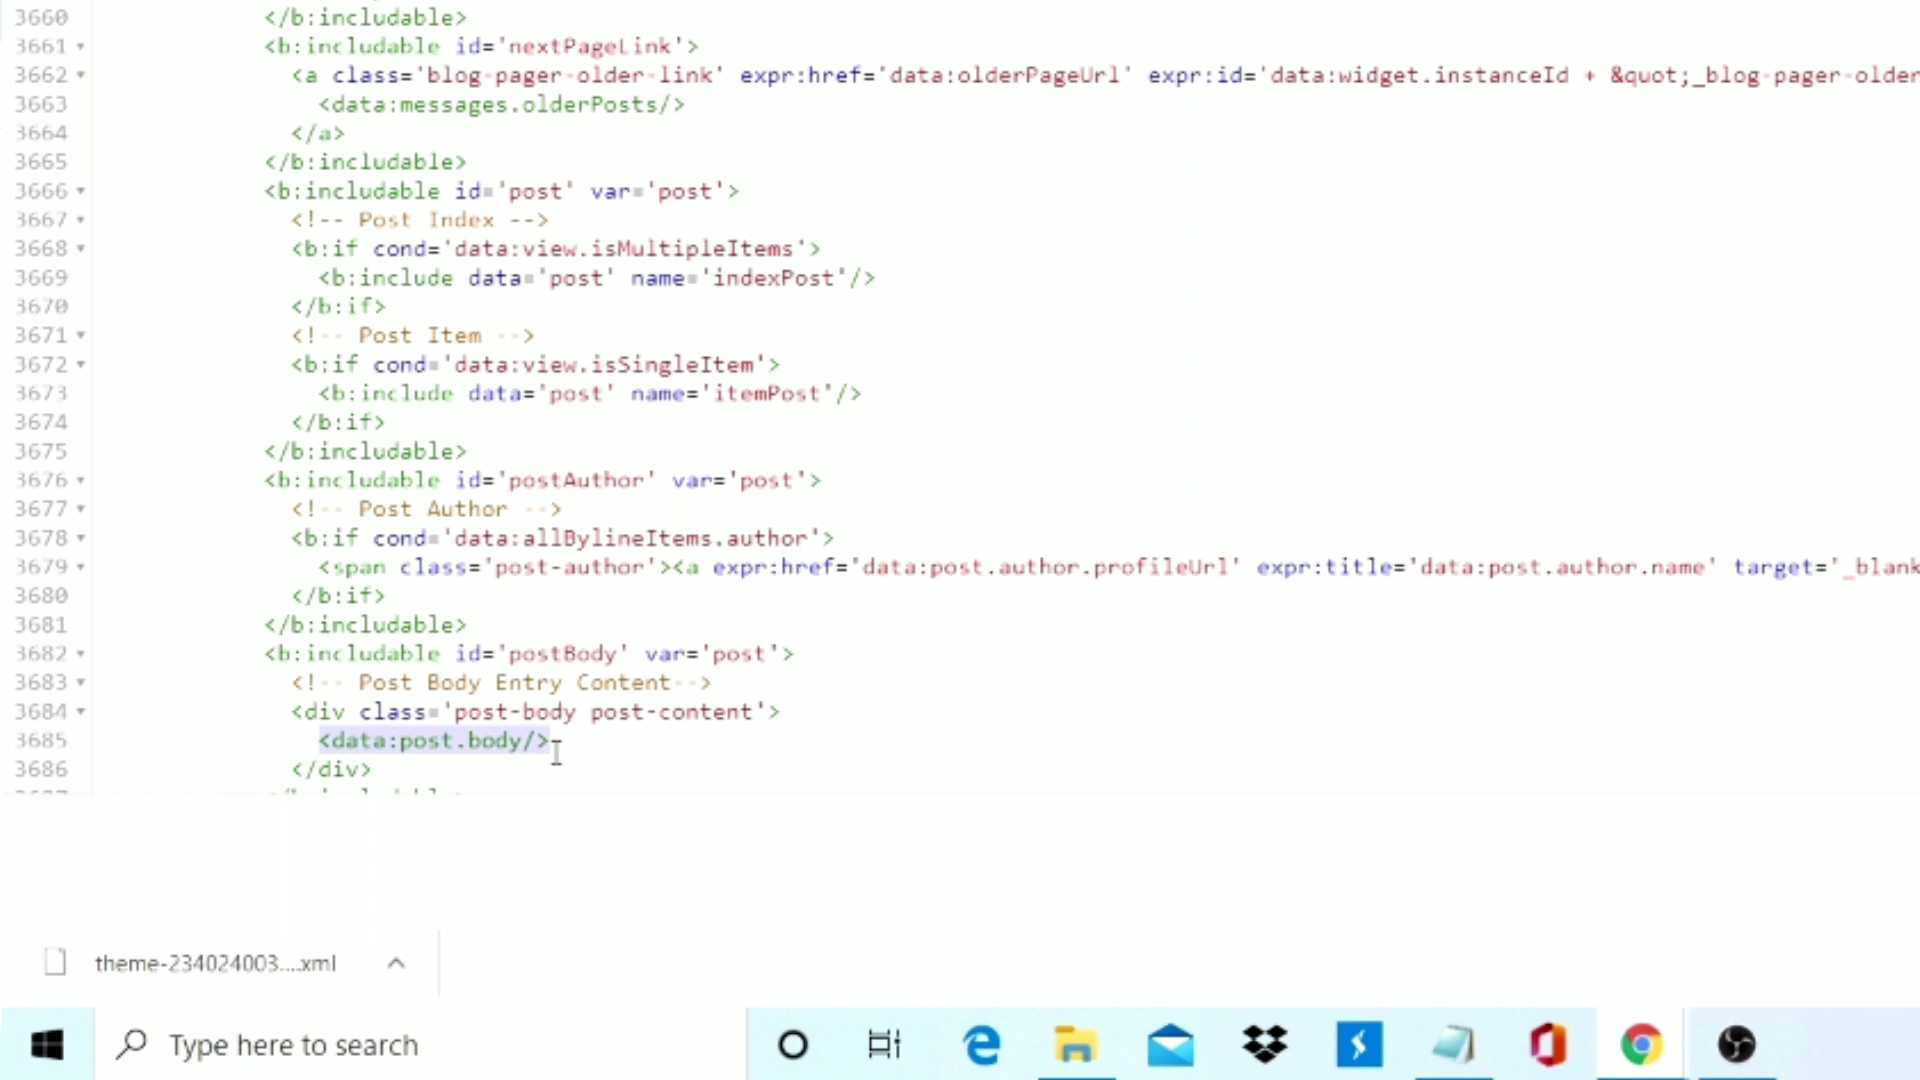 3660 </b:includable>
3661 <b:includable id='nextPageLink'>
3662 <a class='blog-pager-older-link' expr:href='data:olderPageUrl' expr:id='data:widget.instanceId + &quot;_blog-pager-older
3663 <data:messages.olderPosts/>
3664 </a>
3665 </b:includable>
3666 <b:includable id='post' var='post'>
3667 <!-- Post Index -->
3668 <b:if cond='data:view.isMultipleItems'>
3669 <b:include data='post' name='indexPost'/>
3670 </b:if>
3671 <!-- Post Item -->
3672 <b:if cond='data:view.isSingleItem'>
3673 <b:include data='post' name='itemPost'/>
3674 </b:if>
3675 </b:includable>
3676 <b:includable id='postAuthor' var='post'>
3677 <!-- Post Author -->
3678 <b:if cond='data:allBylineItems.author'>
3679 <span class='post-author'><a expr:href='data:post.author.profileUrl' expr:title='data:post.author.name' target='_blank
3680 </b:if>
3681 </b:includable>
3682 <b:includable id='postBody' var='post'>
3683 <!-- Post Body Entry Content-->
3684 <div class='post-body post-content'>
3685 <data:post.body/>
3686 </div>
theme-234024003....xml
Type here to search